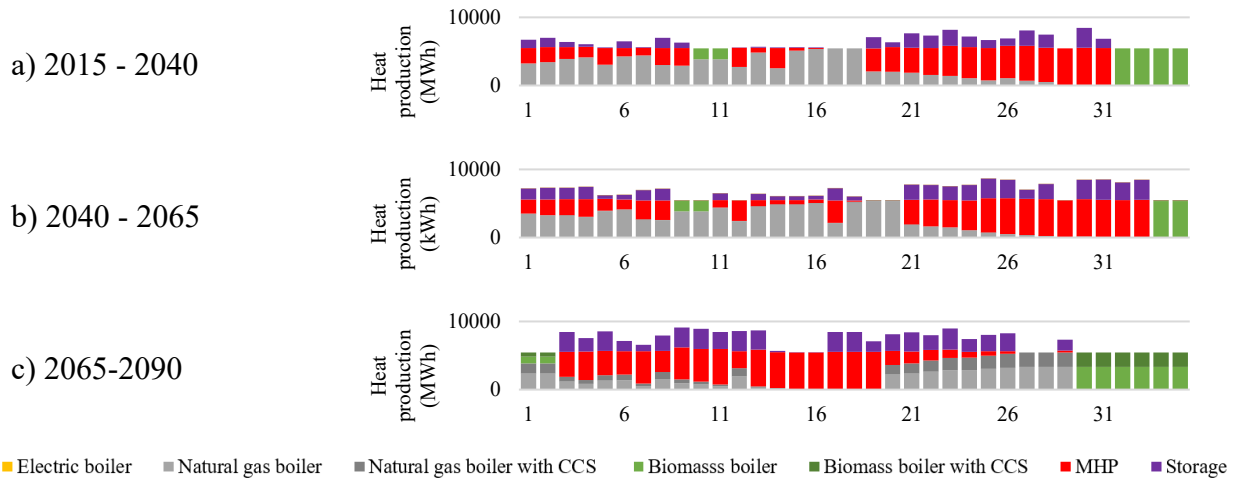 a) 2015 - 2040
Heat
production
(MWh)
10000
0
1 6 11 16 21 26 31
b) 2040 - 2065
Heat
production
(kWh)
10000
0
1 6 11 16 21 26 31
c) 2065-2090
Heat
production
(MWh)
10000
0
1 6 11 16 21 26 31
Electric boiler Natural gas boiler Natural gas boiler with CCS Biomasss boiler Biomass boiler with CCS MHP Storage